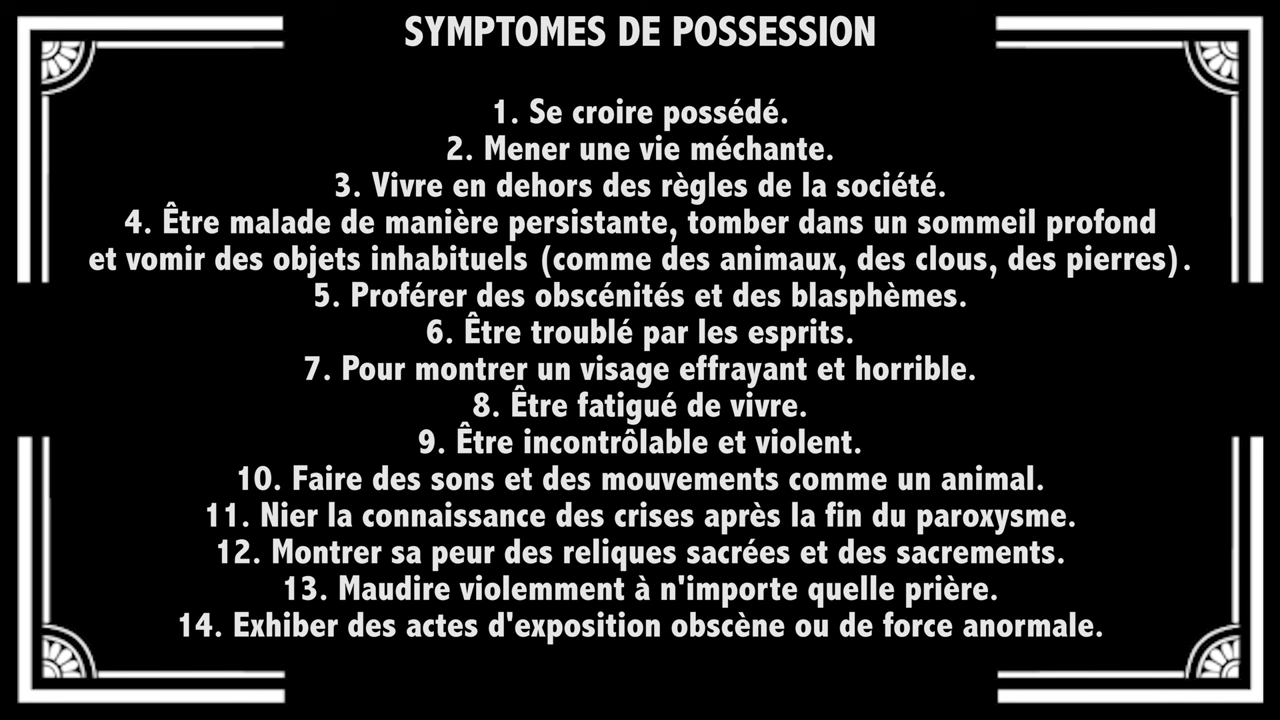 SYMPTOMES DE POSSESSION
1. Se croire possédé.
2. Mener une vie méchante.
3. Vivre en dehors des règles de la société.
4. Être malade de manière persistante, tomber dans un sommeil profond
et vomir des objets inhabituels (comme des animaux, des clous, des pierres).
5. Proférer des obscénités et des blasphèmes.
6. Être troublé par les esprits.
7. Pour montrer un visage effrayant et horrible.
8. Être fatigué de vivre.
9. Être incontrôlable et violent.
10. Faire des sons et des mouvements comme un animal.
11. Nier la connaissance des crises après la fin du paroxysme.
12. Montrer sa peur des reliques sacrées et des sacrements.
13. Maudire violemment à n'importe quelle prière.
14. Exhiber des actes d'exposition obscène ou de force anormale.